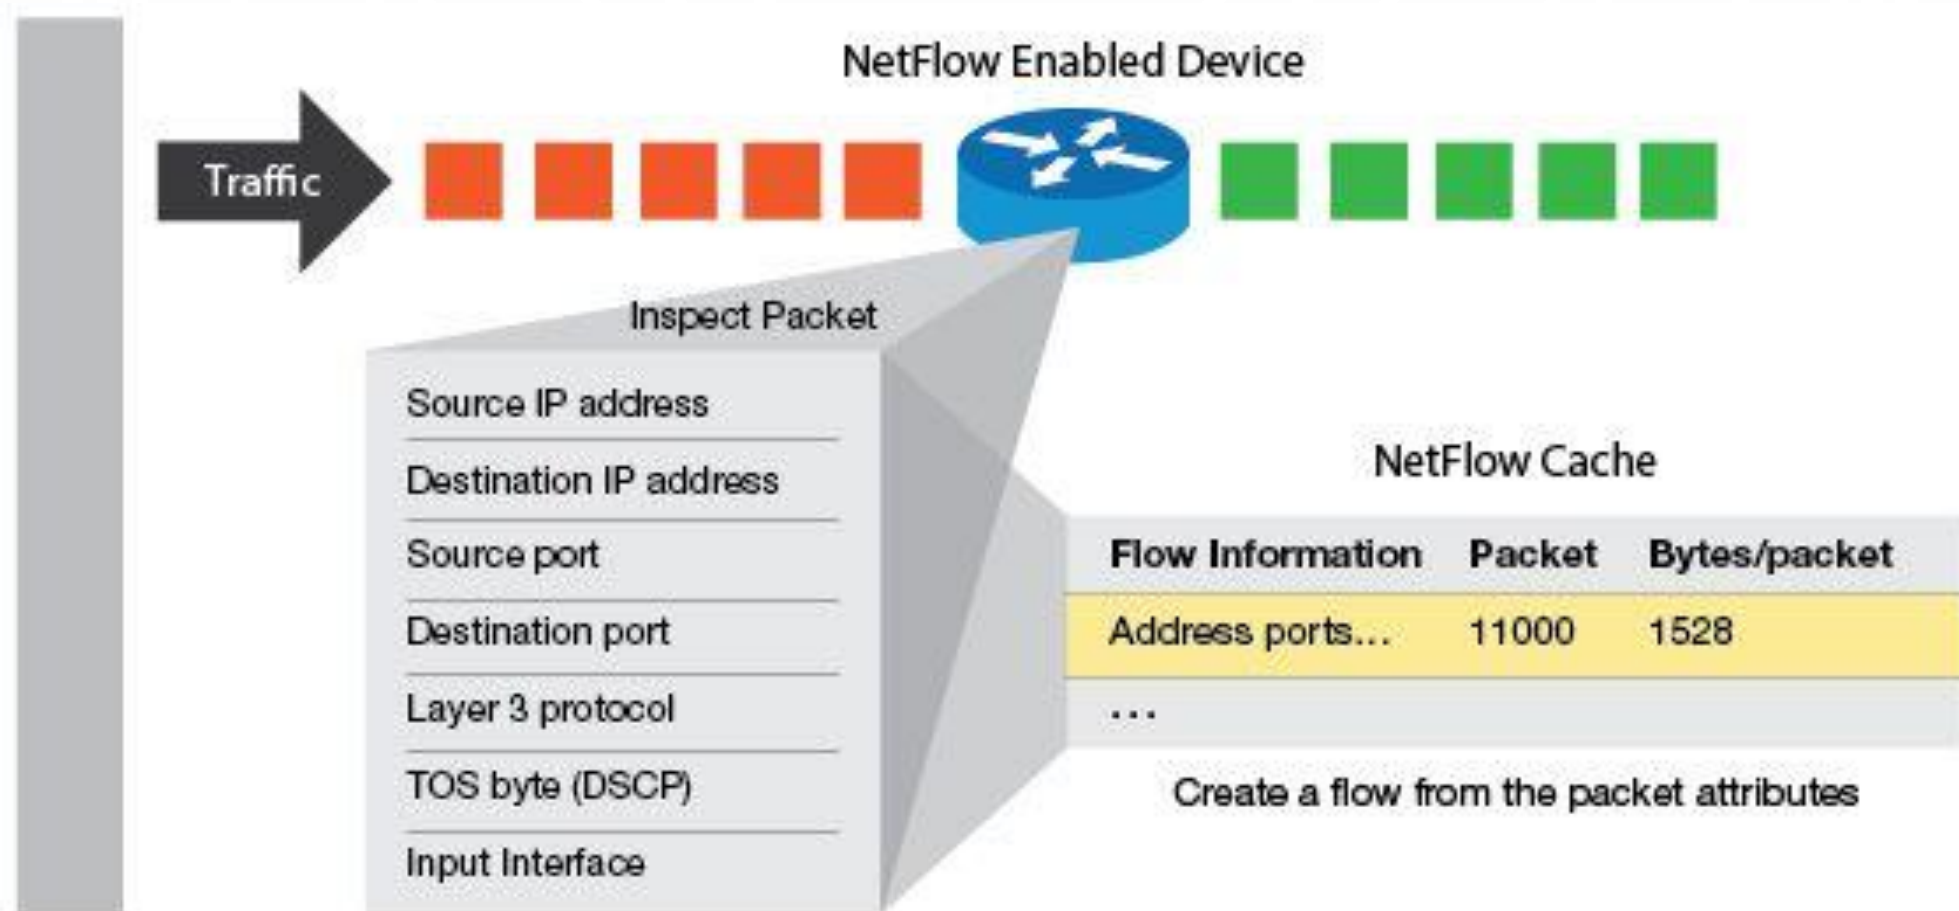 NetFlow Enabled Device
Traffic
Inspect Packet
Source IP address
Destination IP address
Source port
Destination port
Layer 3 protocol
TOS byte (DSCP)
Input Interface
NetFlow Cache
Flow Information Packet Bytes/packet
Address ports... 11000 1528
...
Create a flow from the packet attributes